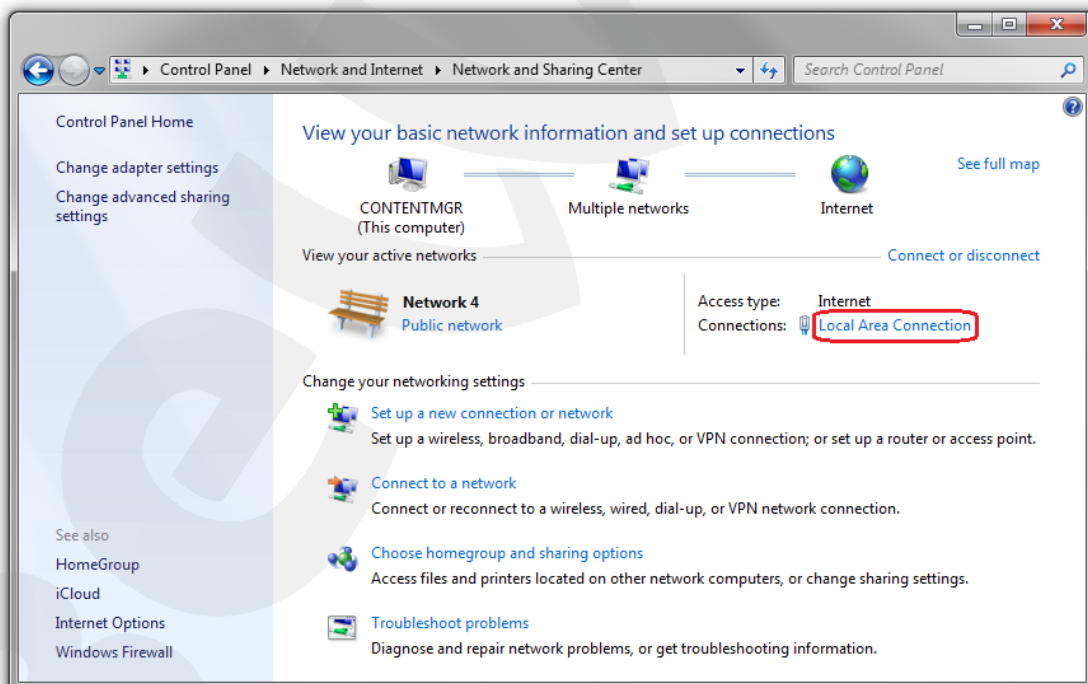 Control Panel Network and Internet Network and Sharing Center Search Control Panel
Control Panel Home
Change adapter settings
Change advanced sharing
settings
See also
HomeGroup
iCloud
Internet Options
Windows Firewall
View your basic network information and set up connections
See full map
CONTENTMGR
(This computer)
Multiple networks
Internet
View your active networks
Connect or disconnect
Network 4
Public network
Access type: Internet
Connections: Local Area Connection
Change your networking settings
Set up a new connection or network
Set up a wireless, broadband, dial-up, ad hoc, or VPN connection; or set up a router or access point.
Connect to a network
Connect or reconnect to a wireless, wired, dial-up, or VPN network connection.
Choose homegroup and sharing options
Access files and printers located on other network computers, or change sharing settings.
Troubleshoot problems
Diagnose and repair network problems, or get troubleshooting information.